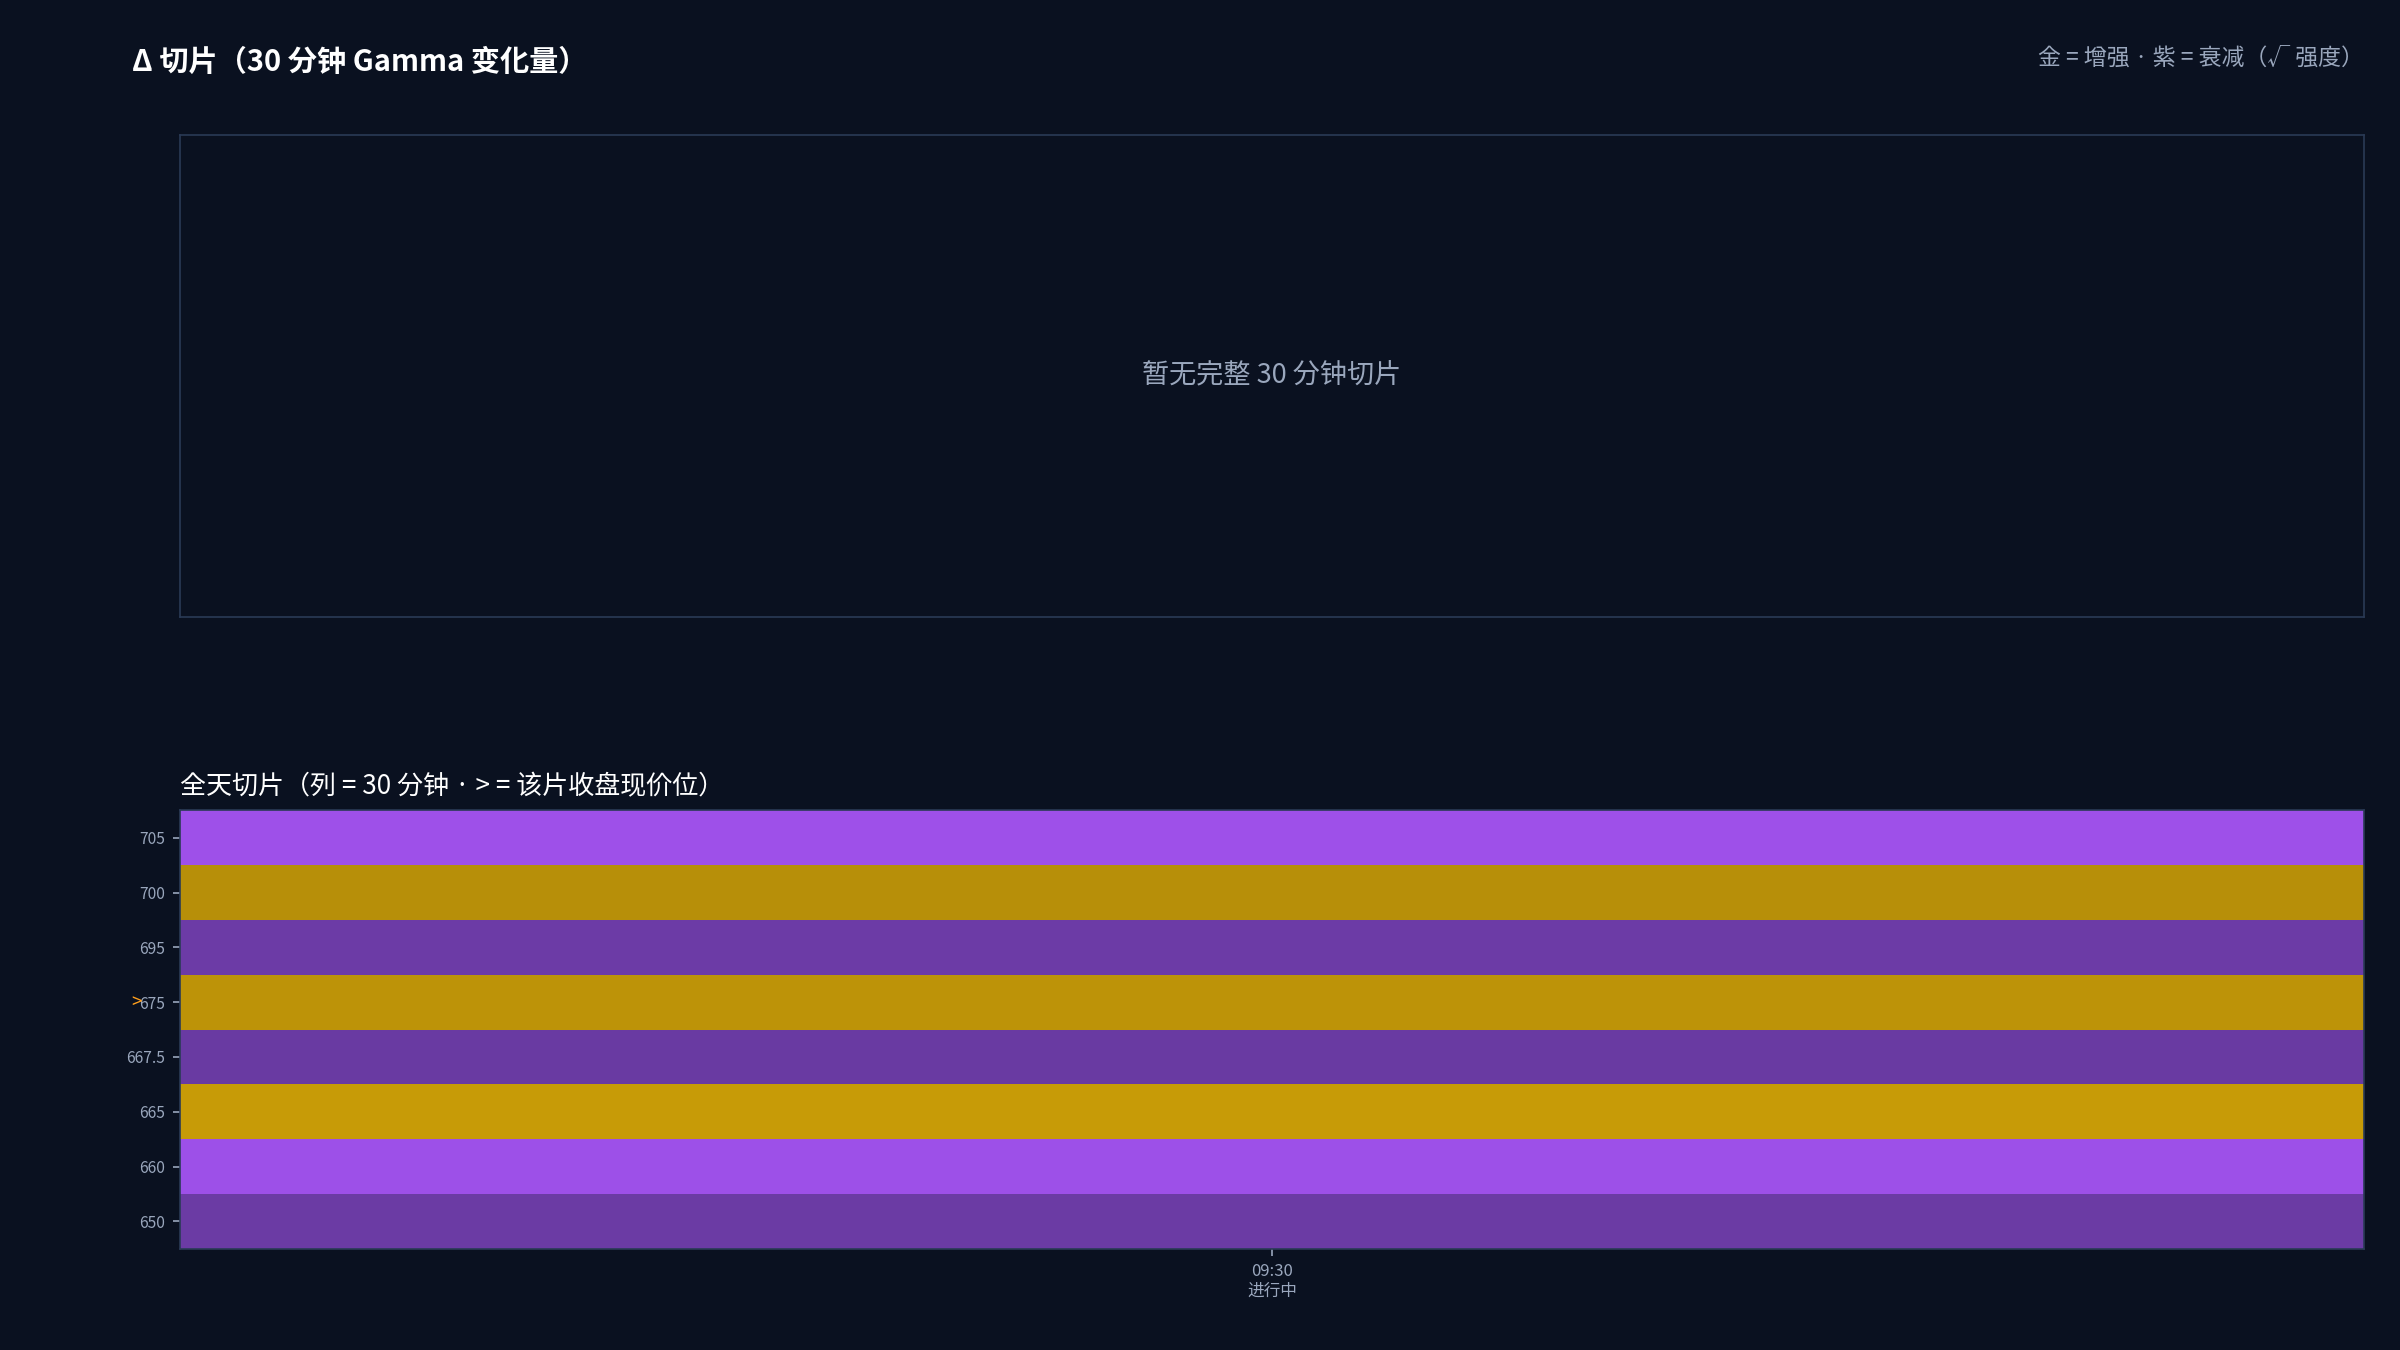 Δ 切片（30 分钟 Gamma 变化量）
金 = 增强 · 紫 = 衰减（√ 强度）
暂无完整 30 分钟切片
全天切片（列 = 30 分钟 · > = 该片收盘现价位）
705
700
695
>675
667.5
665
660
650
09:30
进行中